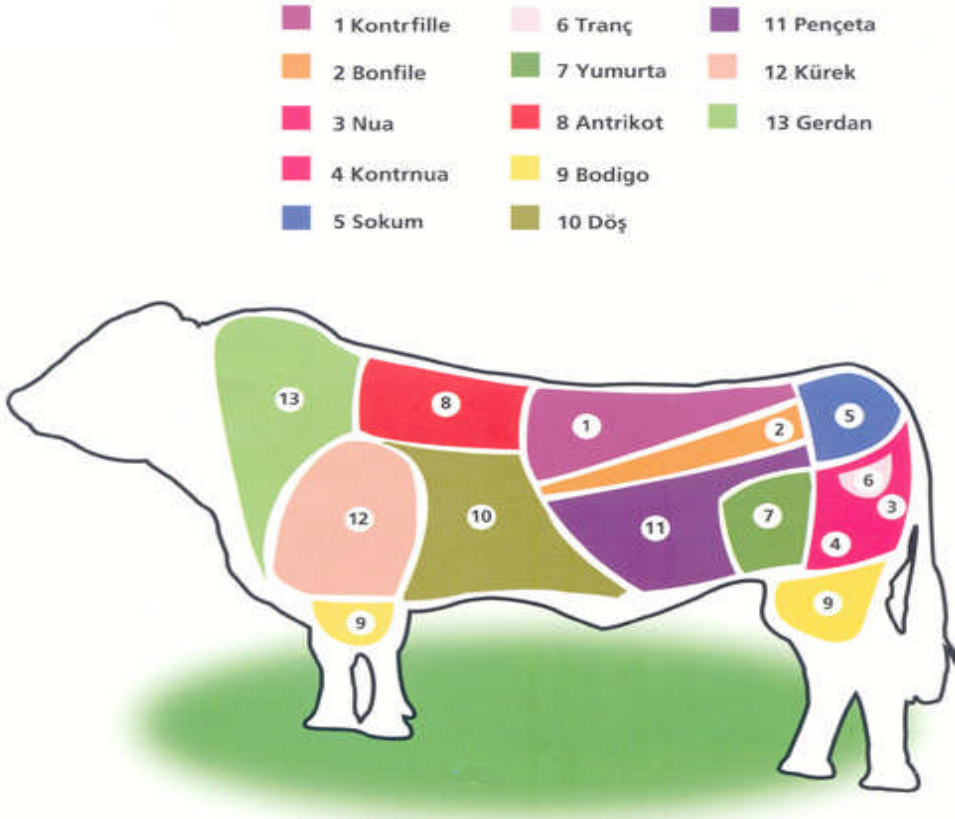 1 Kontrfille
2 Bonfile
3 Nua
4 Kontrnua
5 Sokum
6 Tranç
7 Yumurta
8 Antrikot
9 Bodigo
10 Döş
11 Pençeta
12 Kürek
13 Gerdan
13
8
1
2
5
6
3
12
10
11
7
4
9
9